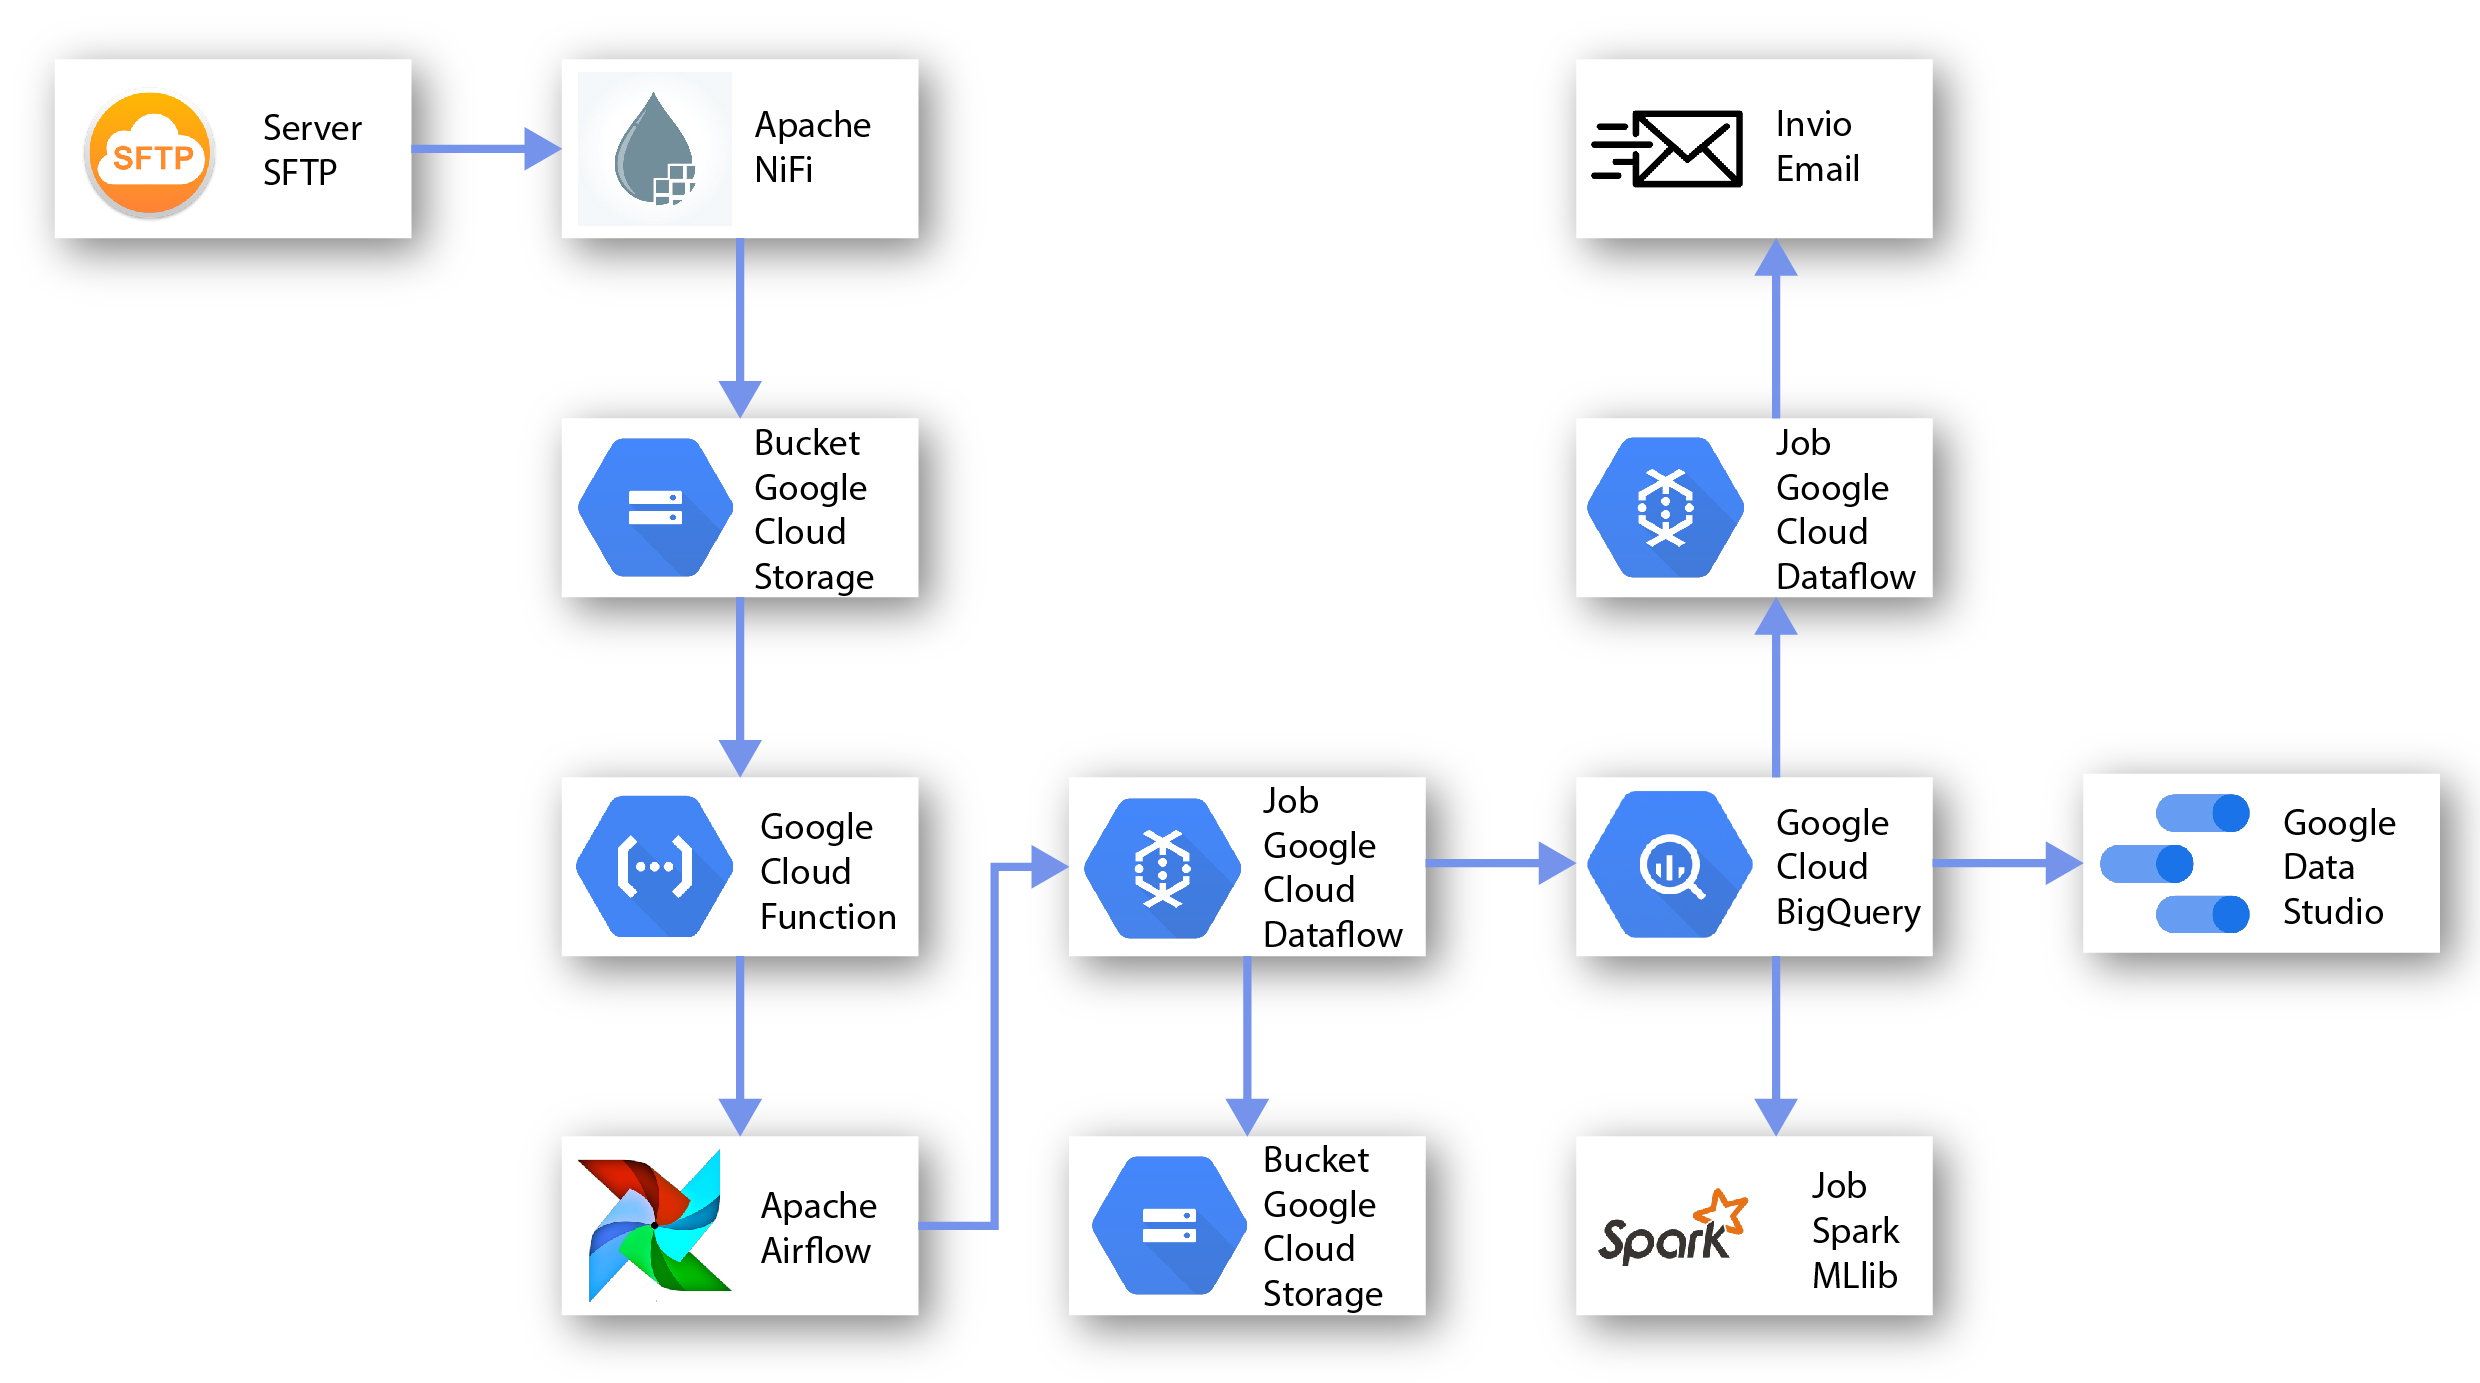 SFTP
Server
SFTP
Apache
NiFi
Invio
Email
Bucket
Google
Cloud
Storage
Job
Google
Cloud
Dataflow
Google
Cloud
Function
Job
Google
Cloud
Dataflow
Google
Cloud
BigQuery
Google
Data
Studio
Apache
Airflow
Bucket
Google
Cloud
Storage
Spark
Job
Spark
MLlib